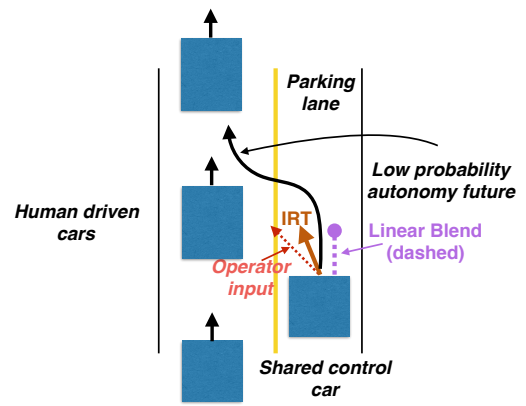 Parking
lane
Low probability
autonomy future
Human driven
cars
IRT
Linear Blend
(dashed)
Operator
input
Shared control
car